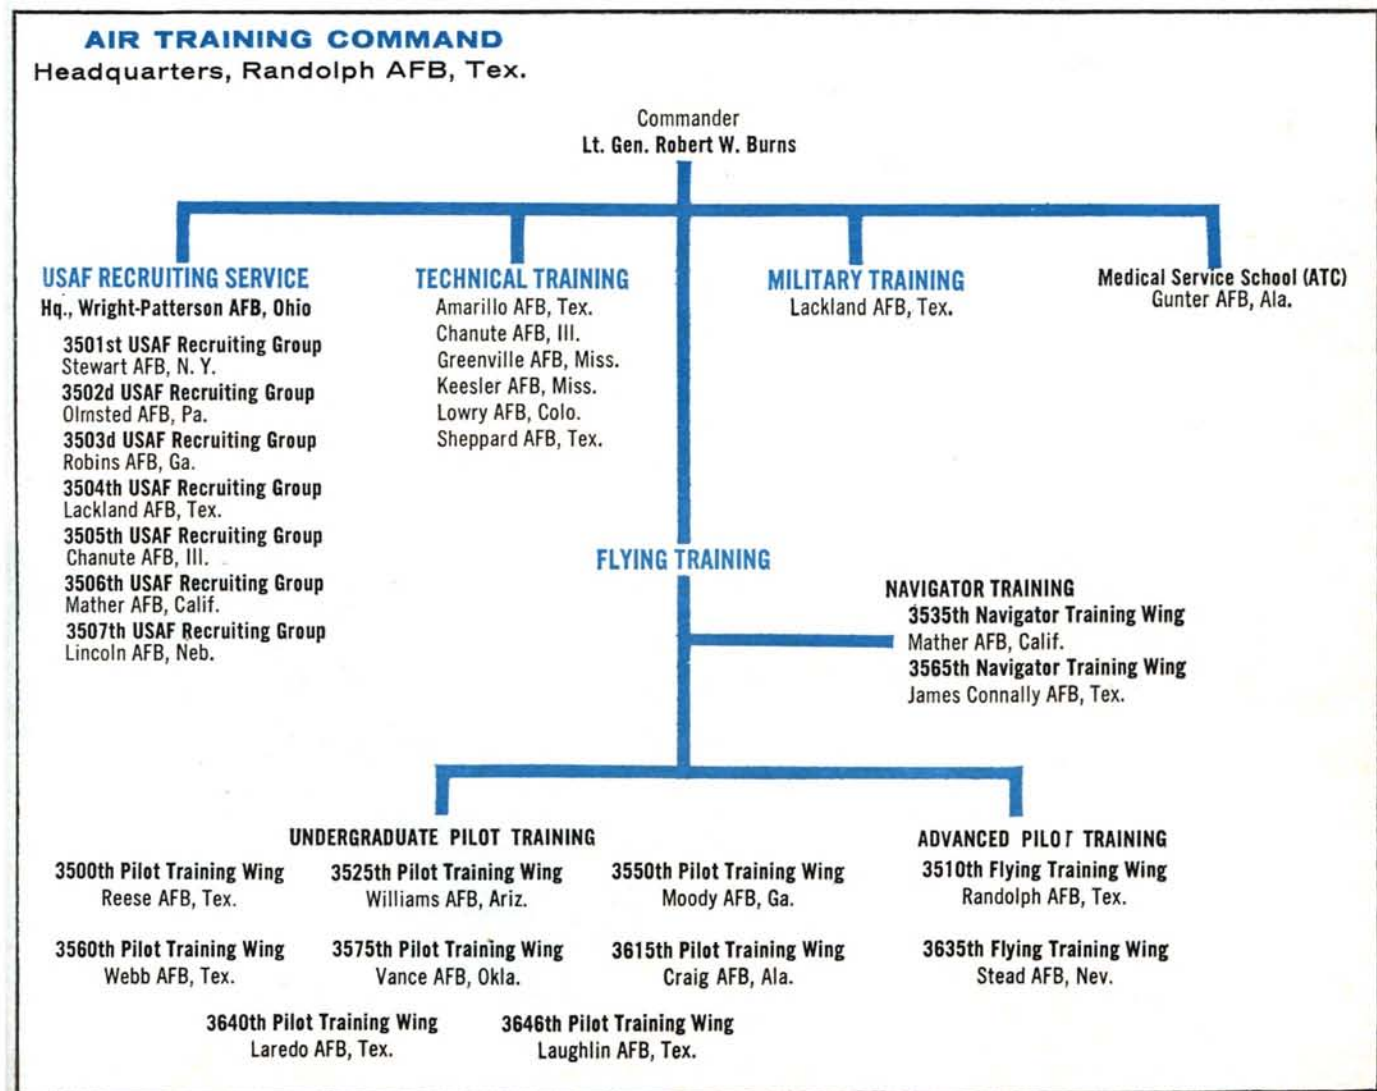 AIR TRAINING COMMAND
Headquarters, Randolph AFB, Tex.
Commander
Lt. Gen. Robert W. Burns
USAF RECRUITING SERVICE
Hq., Wright-Patterson AFB, Ohio
3501st USAF Recruiting Group
Stewart AFB, N. Y.
3502d USAF Recruiting Group
Olmsted AFB, Pa.
3503d USAF Recruiting Group
Robins AFB, Ga.
3504th USAF Recruiting Group
Lackland AFB, Tex.
3505th USAF Recruiting Group
Chanute AFB, Ill.
3506th USAF Recruiting Group
Mather AFB, Calif.
3507th USAF Recruiting Group
Lincoln AFB, Neb.
TECHNICAL TRAINING
Amarillo AFB, Tex.
Chanute AFB, Ill.
Greenville AFB, Miss.
Keesler AFB, Miss.
Lowry AFB, Colo.
Sheppard AFB, Tex.
MILITARY TRAINING
Lackland AFB, Tex.
Medical Service School (ATC)
Gunter AFB, Ala.
FLYING TRAINING
NAVIGATOR TRAINING
3535th Navigator Training Wing
Mather AFB, Calif.
3565th Navigator Training Wing
James Connally AFB, Tex.
UNDERGRADUATE PILOT TRAINING
3500th Pilot Training Wing
Reese AFB, Tex.
3525th Pilot Training Wing
Williams AFB, Ariz.
3550th Pilot Training Wing
Moody AFB, Ga.
3560th Pilot Training Wing
Webb AFB, Tex.
3575th Pilot Training Wing
Vance AFB, Okla.
3615th Pilot Training Wing
Craig AFB, Ala.
3640th Pilot Training Wing
Laredo AFB, Tex.
3646th Pilot Training Wing
Laughlin AFB, Tex.
ADVANCED PILOT TRAINING
3510th Flying Training Wing
Randolph AFB, Tex.
3635th Flying Training Wing
Stead AFB, Nev.